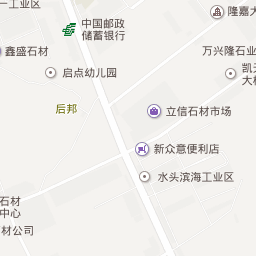 一工业区
中国邮政
储蓄银行
隆嘉大
鑫盛石材
万兴隆石业
启点幼儿园
凯
大
后邦
立信石材市场
新众意便利店
水头滨海工业区
石材
中心
材公司